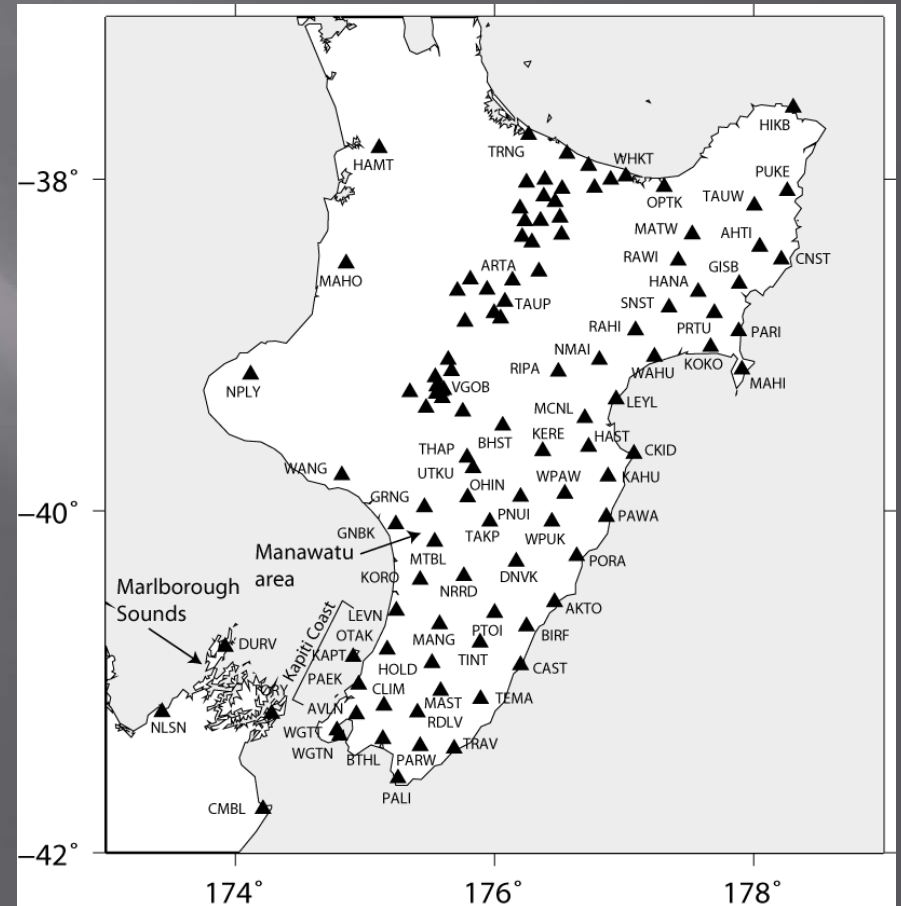 HIKB
TRNG
WHKT
HAMT
PUKE
−38°
OPTK
TAUW
MATW
AHTI
RAWI
CNST
ARTA
GISB
HANA
MAHO
TAUP
SNST
RAHI
PRTU
PARI
NMAI
KOKO
RIPA
WAHU
MAHI
NPLY
VGOB
LEYL
MCNL
BHST
KERE
HAST
THAP
CKID
WANG
UTKU
OHIN
WPAW
KAHU
GRNG
−40°
PNUI
PAWA
GNBK
TAKP
WPUK
Manawatu
area
MTBL
PORA
KORO
DNVK
NRRD
Marlborough
Sounds
Kapiti Coast
LEVN
AKTO
OTAK
PTOI
BIRF
DURV
MANG
KAPT
TINT
HOLD
CAST
PAEK
CLIM
TORY
MAST
TEMA
AVLN
RDLV
NLSN
WGTT
WGTN
BTHL
PARW
TRAV
PALI
CMBL
−42°
174°
176°
178°